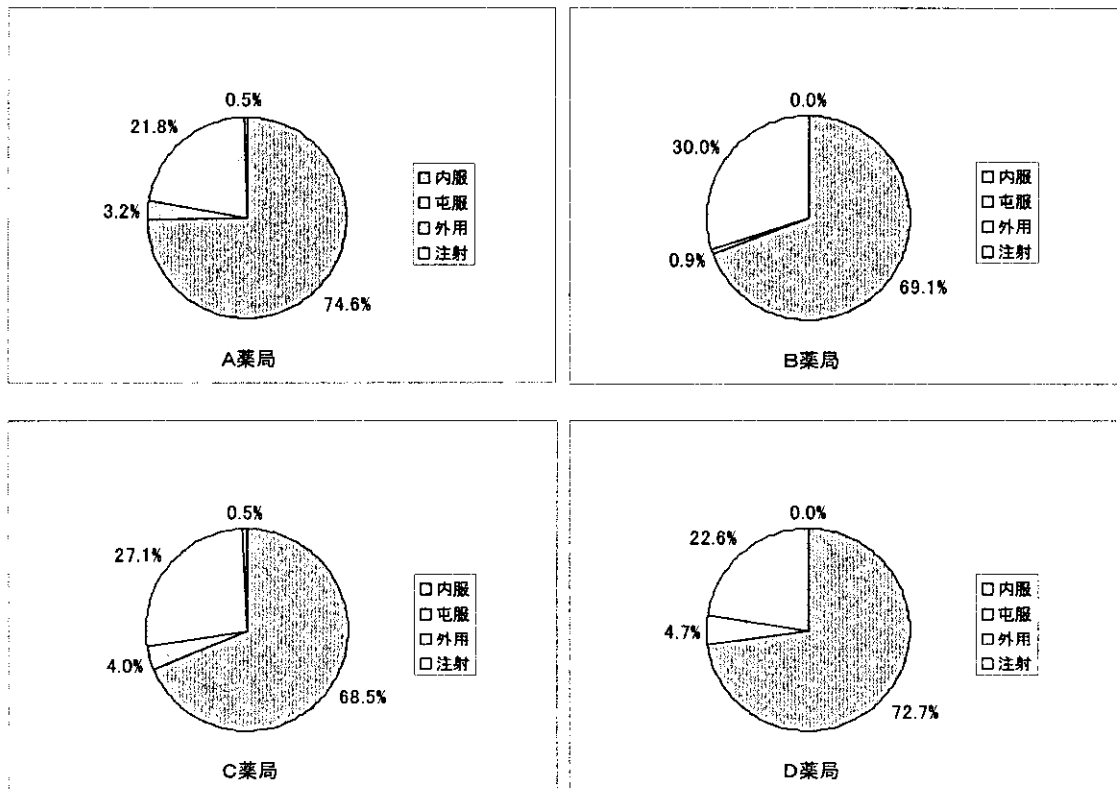 0.5%
21.8%
3.2%
74.6%
内服
屯服
外用
注射
A薬局
0.0%
30.0%
0.9%
69.1%
内服
屯服
外用
注射
B薬局
0.5%
27.1%
4.0%
68.5%
内服
屯服
外用
注射
C薬局
0.0%
22.6%
4.7%
72.7%
内服
屯服
外用
注射
D薬局